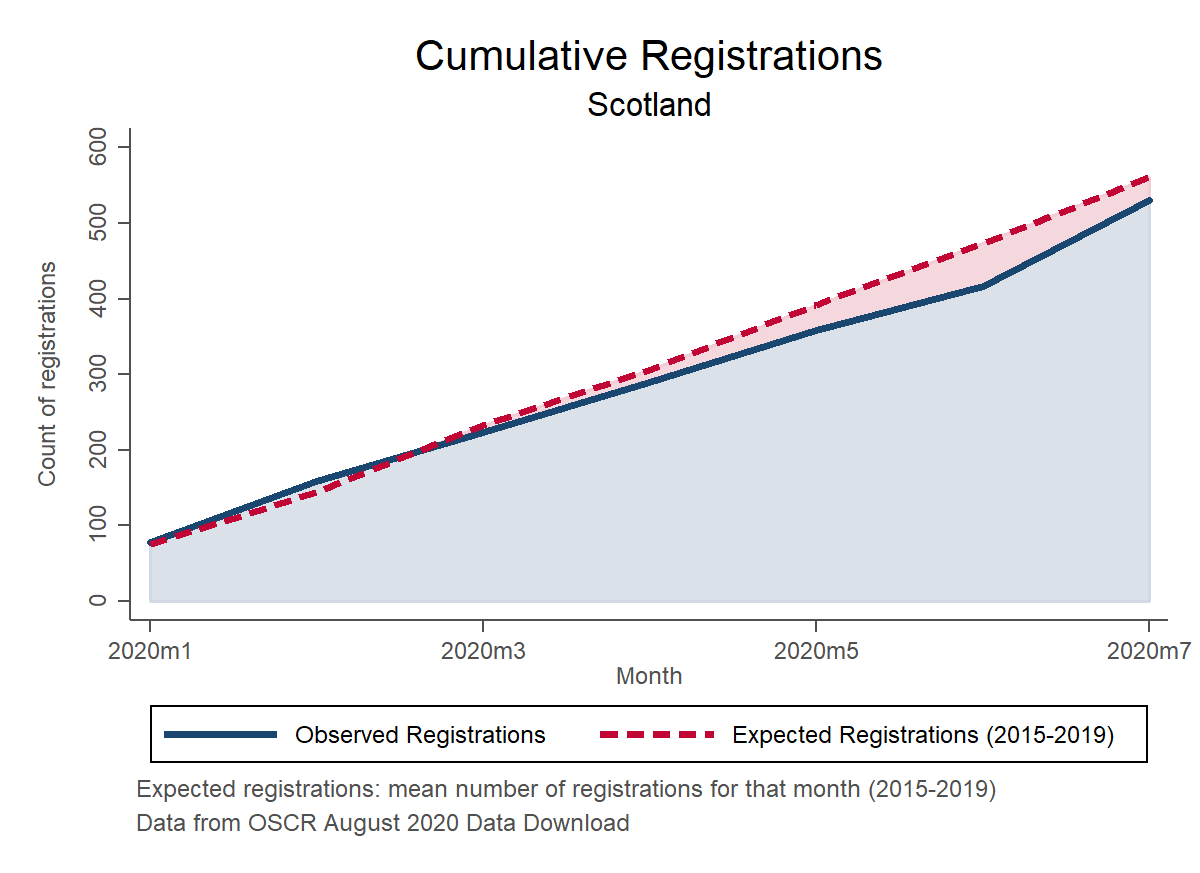 Cumulative Registrations
Scotland
Count of registrations
600
500
400
300
200
100
0
2020m1 2020m3 2020m5 2020m7
Month
Observed Registrations Expected Registrations (2015-2019)
Expected registrations: mean number of registrations for that month (2015-2019)
Data from OSCR August 2020 Data Download